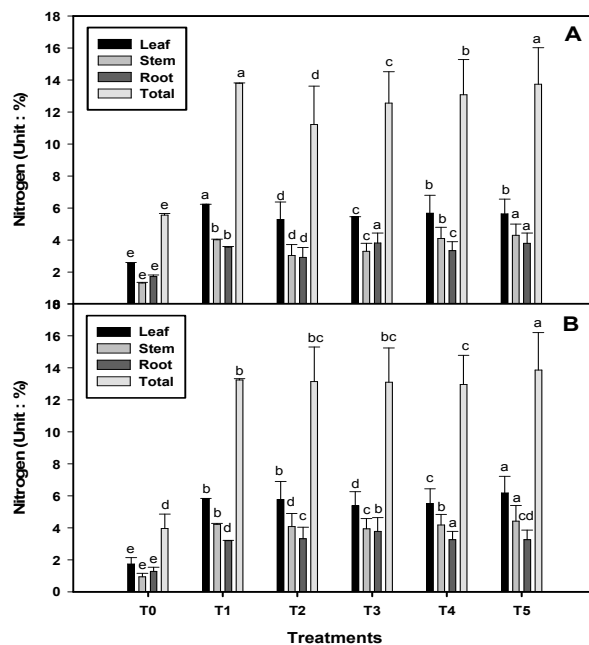 18
16
14
12
10
8
6
4
2
Nitrogen (Unit : %)
A
Leaf
Stem
Root
Total
e e e e
a b b a
d d d d
c c a c
a b c b
b a a a
18
16
14
12
10
8
6
4
2
0
Nitrogen (Unit : %)
B
Leaf
Stem
Root
Total
e e e d
b b d b
b d c bc
d d b bc
c b a c
a a cd a
T0 T1 T2 T3 T4 T5
Treatments